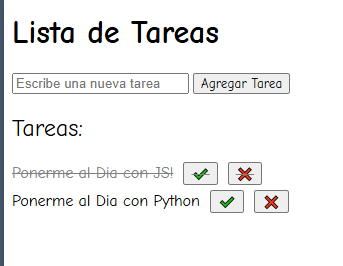 Lista de Tareas
Escribe una nueva tarea Agregar Tarea
Tareas:
Ponerme al Dia con JS!
Ponerme al Dia con Python